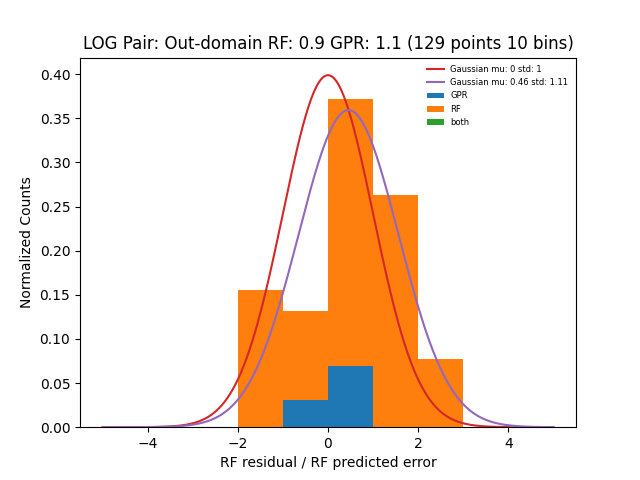 LOG Pair: Out-domain RF: 0.9 GPR: 1.1 (129 points 10 bins)
Gaussian mu: 0 std: 1
Gaussian mu: 0.46 std: 1.11
GPR
RF
both
Normalized Counts
0.40
0.35
0.30
0.25
0.20
0.15
0.10
0.05
0.00
−4 −2 0 2 4
RF residual / RF predicted error